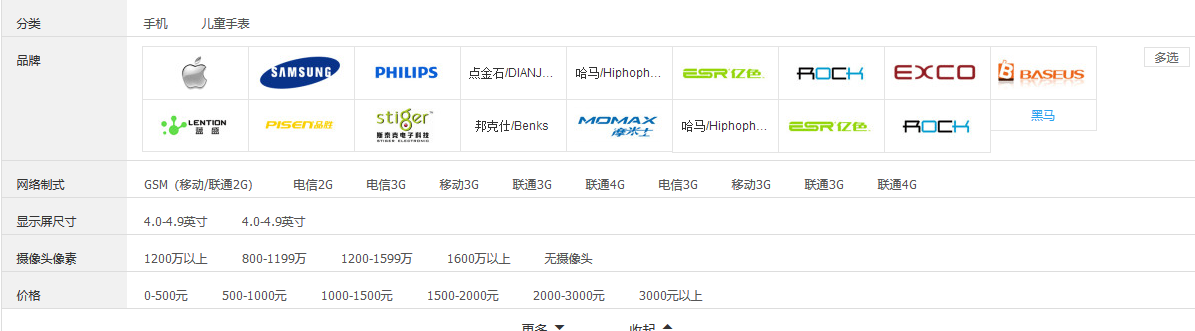 分类 手机 儿童手表
品牌 SAMSUNG PHILIPS 点金石/DIANJ... 哈马/Hiphoph... ESR亿色 ROCK EXCO BASEUS 多选
LENTION 蓝盛 PISEN品胜 stiger 斯泰克电子科技 STIGER ELECTRONIC 邦克仕/Benks MOMAX 摩米士 哈马/Hiphoph... ESR亿色 ROCK 黑马
网络制式 GSM（移动/联通2G） 电信2G 电信3G 移动3G 联通3G 联通4G 电信3G 移动3G 联通3G 联通4G
显示屏尺寸 4.0-4.9英寸 4.0-4.9英寸
摄像头像素 1200万以上 800-1199万 1200-1599万 1600万以上 无摄像头
价格 0-500元 500-1000元 1000-1500元 1500-2000元 2000-3000元 3000元以上
更多 收起